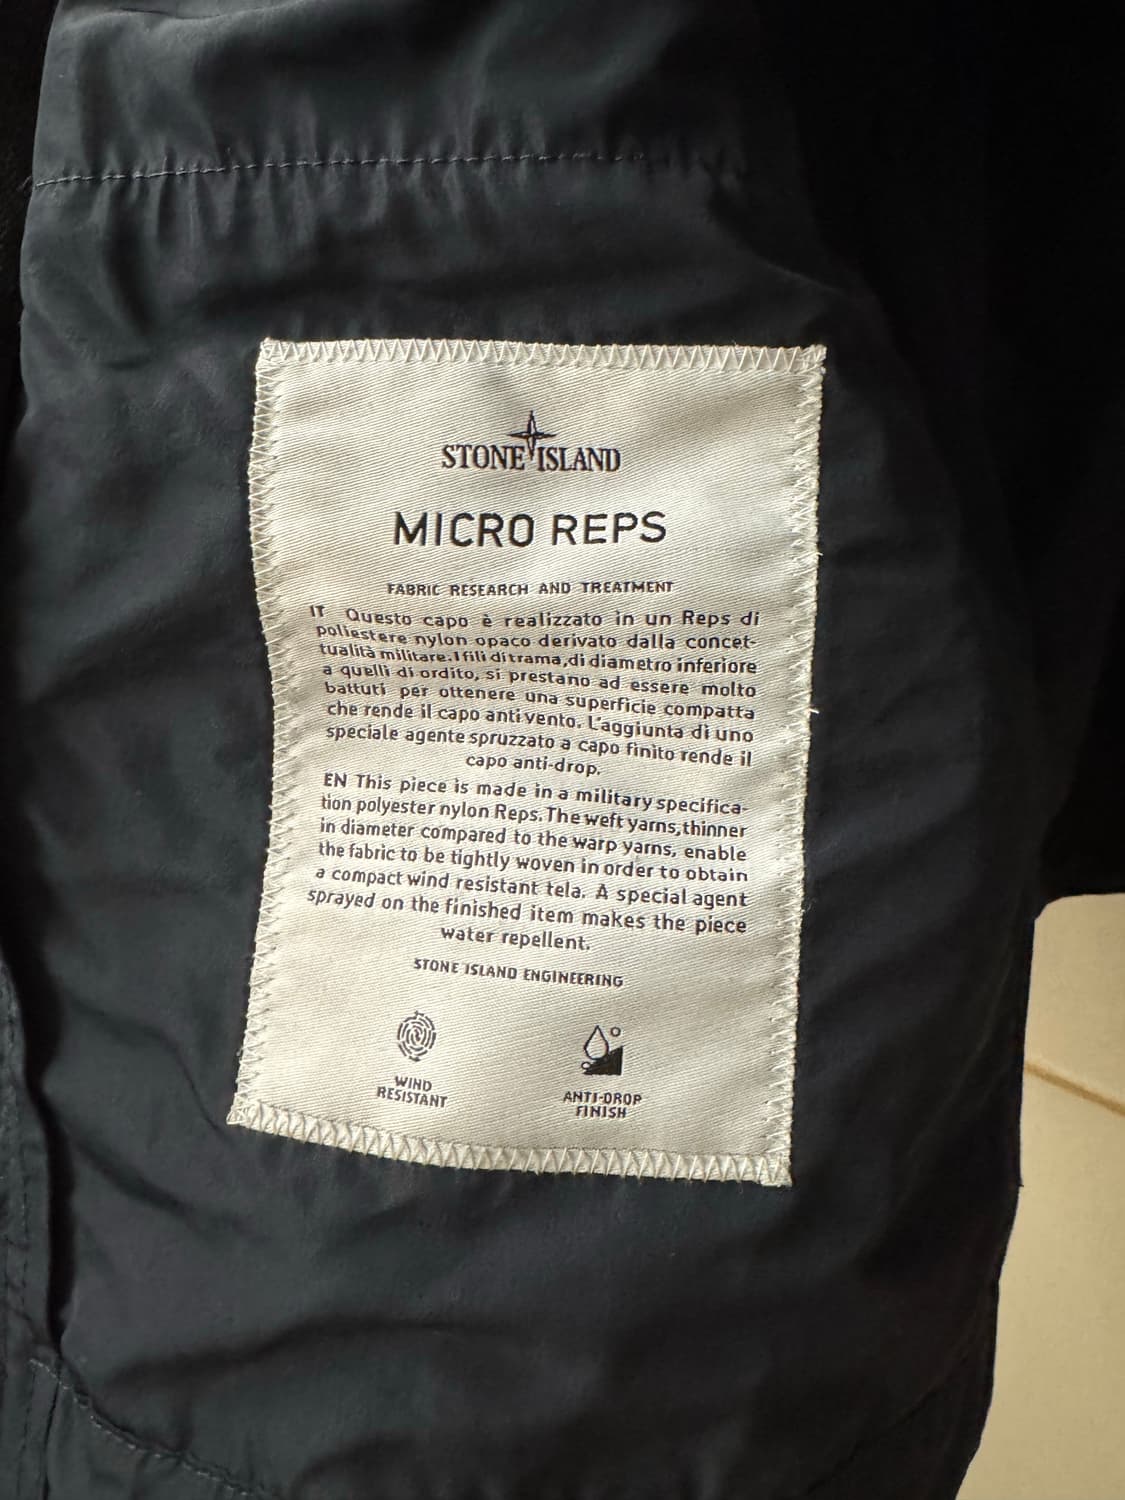 STONE ISLAND
MICRO REPS
FABRIC RESEARCH AND TREATMENT
IT Questo capo è realizzato in un Reps di
poliestere nylon opaco derivato dalla concet-
tualità militare. I fili di trama, di diametro inferiore
a quelli di ordito, si prestano ad essere molto
battuti per ottenere una superficie compatta
che rende il capo anti vento. L'aggiunta di uno
speciale agente spruzzato a capo finito rende il
capo anti-drop.
EN This piece is made in a military specifica-
tion polyester nylon Reps. The weft yarns, thinner
in diameter compared to the warp yarns, enable
the fabric to be tightly woven in order to obtain
a compact wind resistant tela. A special agent
sprayed on the finished item makes the piece
water repellent.
STONE ISLAND ENGINEERING
WIND
RESISTANT
ANTI-DROP
FINISH